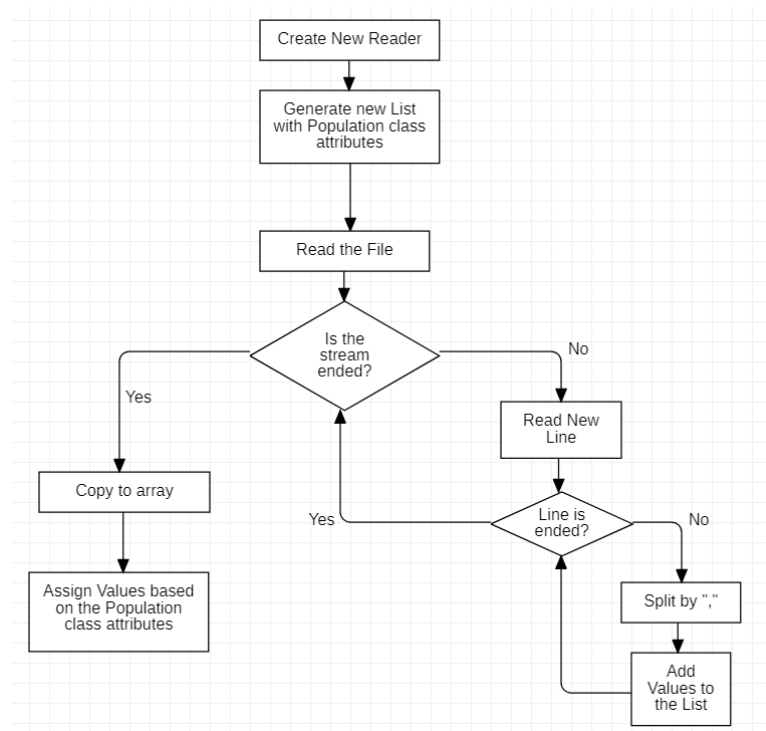 Create New Reader
Generate new List
with Population class
attributes
Read the File
Is the
stream
ended?
No
Yes
Read New
Line
Copy to array
Line is
ended?
Yes
No
Assign Values based
on the Population
class attributes
Split by ","
Add
Values to
the List